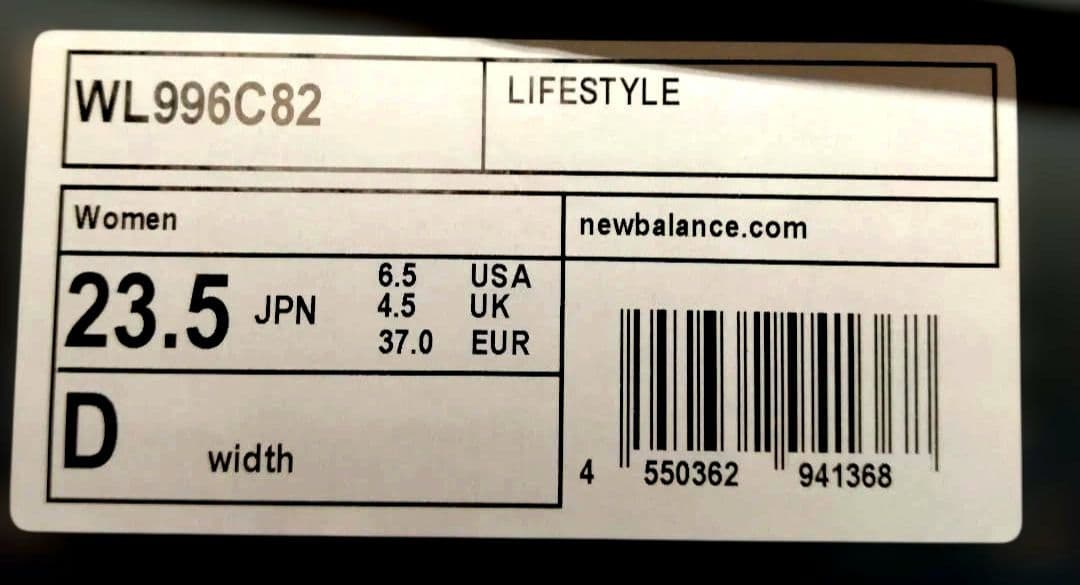 WL996C82
LIFESTYLE
Women
newbalance.com
23.5 JPN
6.5 USA
4.5 UK
37.0 EUR
D width
4 550362 941368